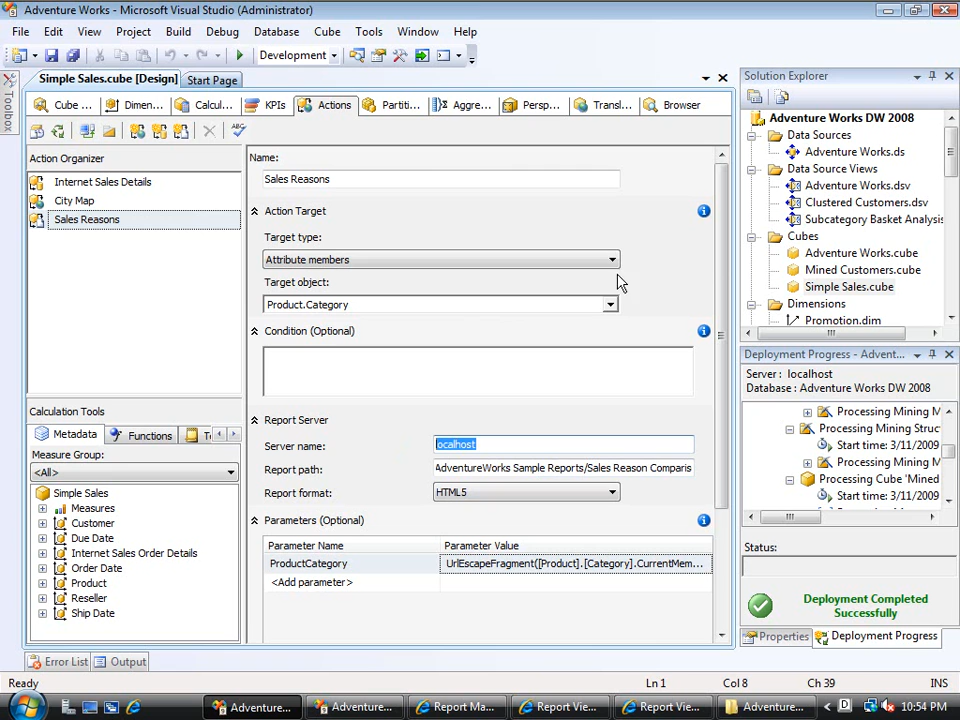 Adventure Works - Microsoft Visual Studio (Administrator)
File Edit View Project Build Debug Database Cube Tools Window Help
Development
Simple Sales.cube [Design] Start Page
Cube ... Dimen... Calcul... KPIs Actions Partiti... Aggre... Persp... Transl... Browser
Toolbox
Action Organizer
Internet Sales Details
City Map
Sales Reasons
Calculation Tools
Metadata Functions T
Measure Group:
<All>
Simple Sales
Measures
Customer
Due Date
Internet Sales Order Details
Order Date
Product
Reseller
Ship Date
Name:
Sales Reasons
Action Target
Target type:
Attribute members
Target object:
Product.Category
Condition (Optional)
Report Server
Server name: localhost
Report path: AdventureWorks Sample Reports/Sales Reason Comparis
Report format: HTML5
Parameters (Optional)
Parameter Name Parameter Value
ProductCategory UrlEscapeFragment([Product].[Category].CurrentMem...
<Add parameter>
Solution Explorer
Adventure Works DW 2008
Data Sources
Adventure Works.ds
Data Source Views
Adventure Works.dsv
Clustered Customers.dsv
Subcategory Basket Analysis
Cubes
Adventure Works.cube
Mined Customers.cube
Simple Sales.cube
Dimensions
Promotion.dim
Deployment Progress - Advent...
Server : localhost
Database : Adventure Works DW 2008
Processing Mining M
Processing Mining Struc
Start time: 3/11/2009
Processing Mining M
Processing Cube 'Mined
Start time: 3/11/2009
Status:
Deployment Completed
Successfully
Properties Deployment Progress
Error List Output
Ready Ln 1 Col 8 Ch 39 INS
Adventure... Adventure... Report Ma... Report Vie... Report Vie... Adventure... D 10:54 PM